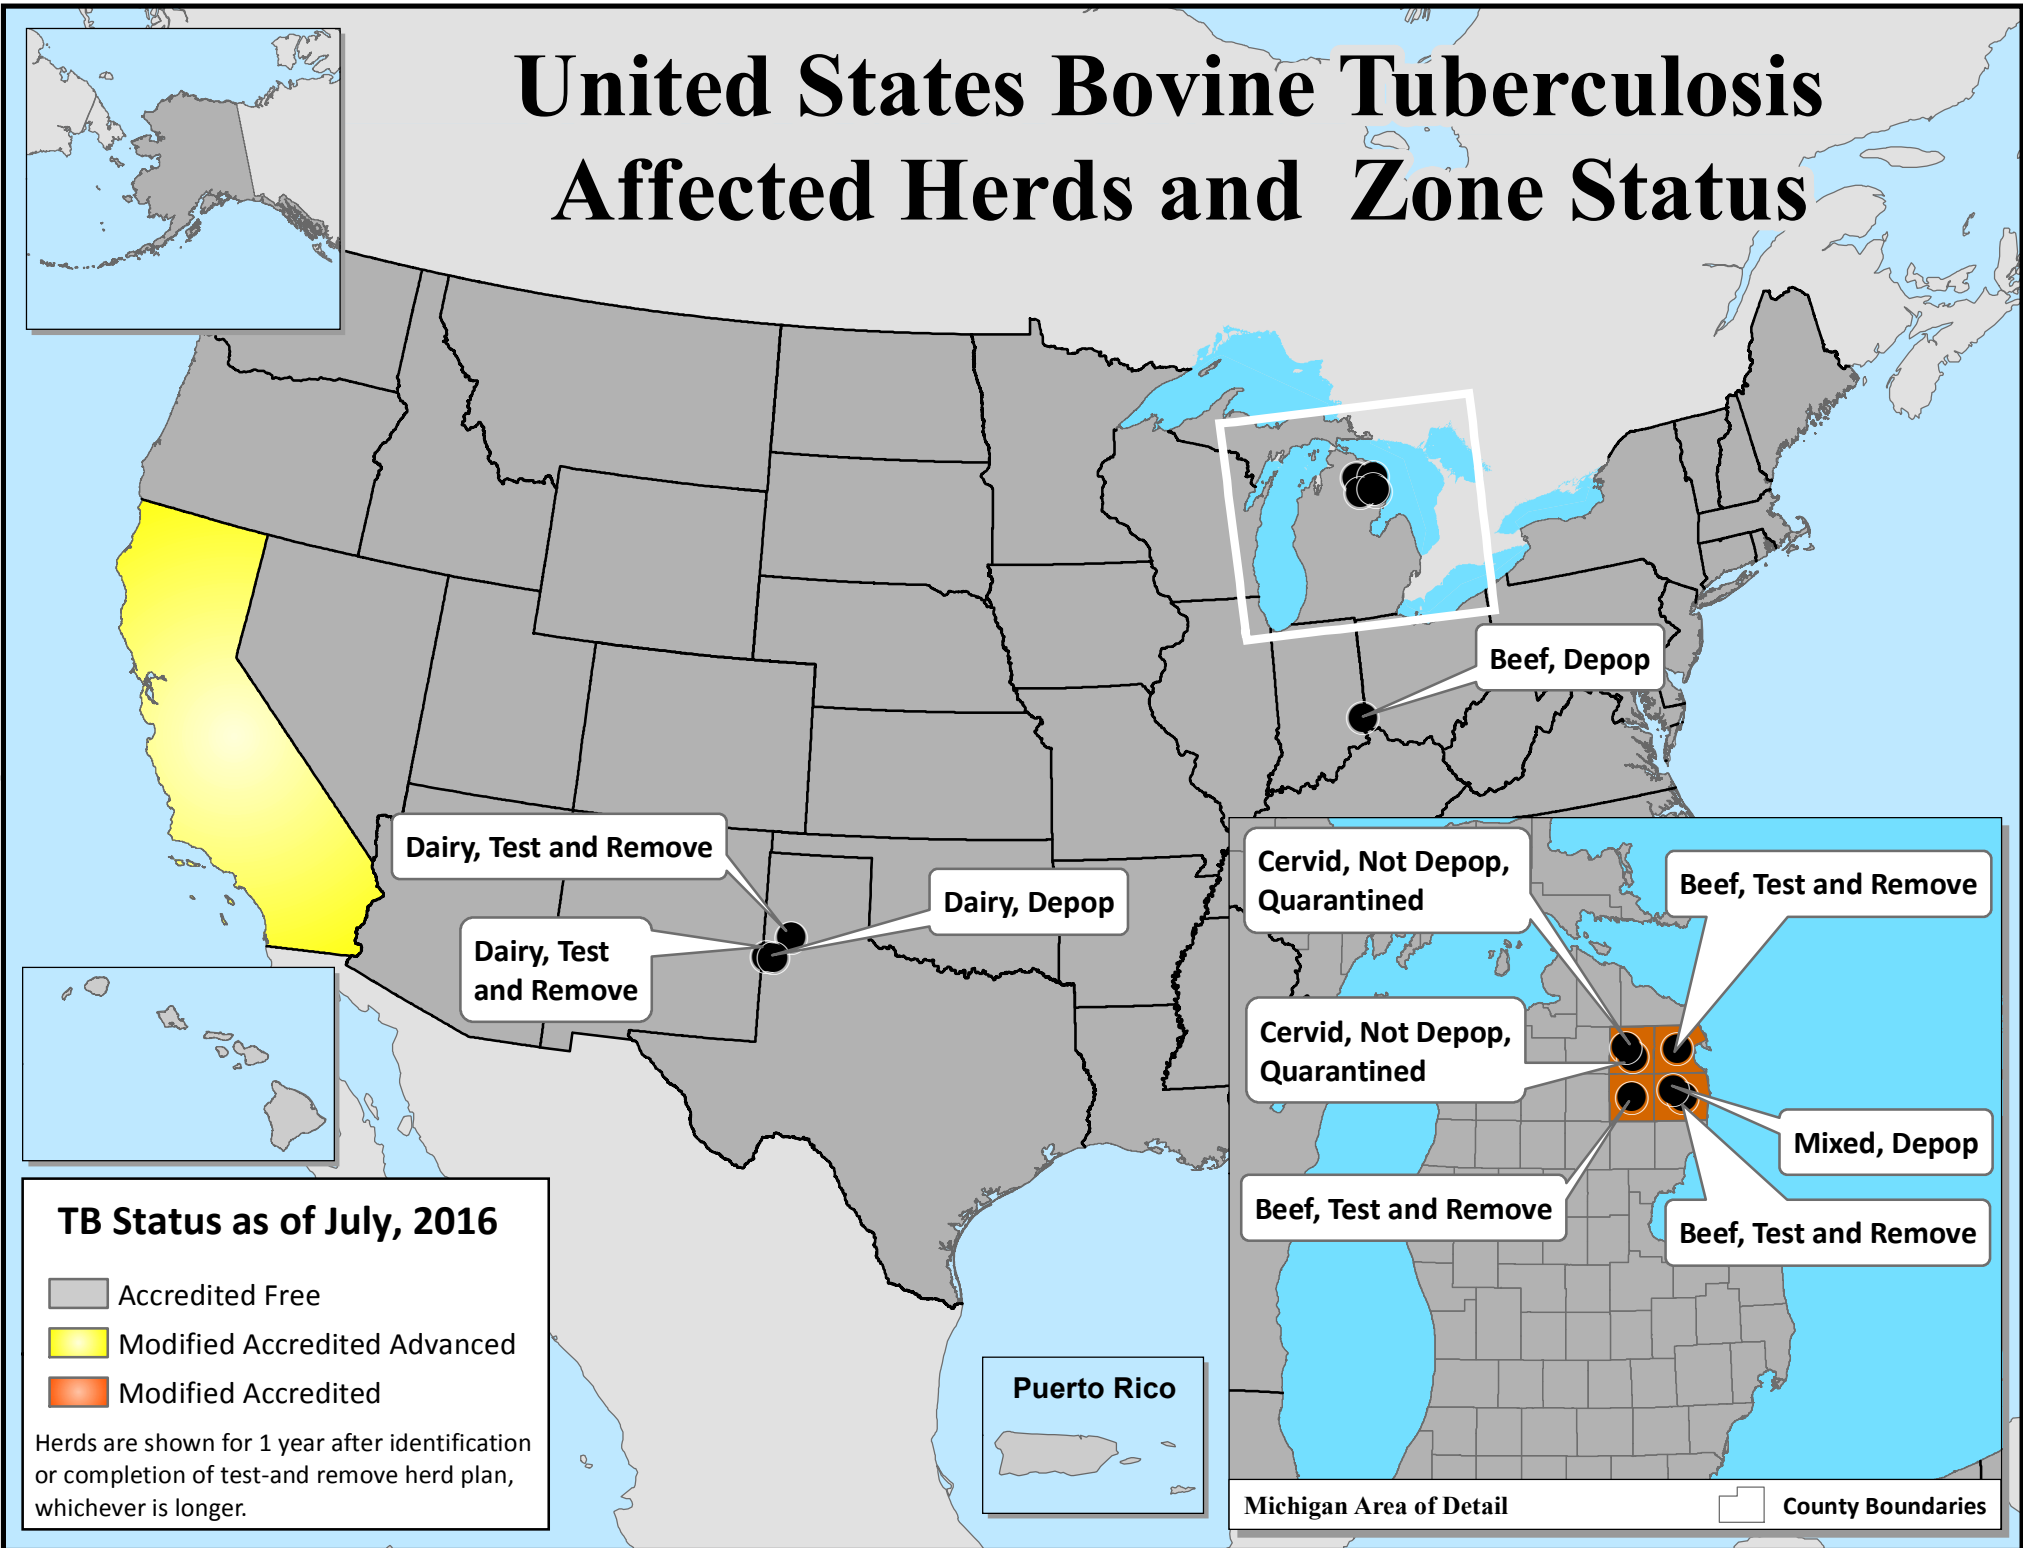 United States Bovine Tuberculosis
Affected Herds and Zone Status
Beef, Depop
Dairy, Test and Remove
Dairy, Depop
Dairy, Test
and Remove
Cervid, Not Depop,
Quarantined
Beef, Test and Remove
Cervid, Not Depop,
Quarantined
Mixed, Depop
Beef, Test and Remove
Beef, Test and Remove
Michigan Area of Detail
County Boundaries
Puerto Rico
TB Status as of July, 2016
Accredited Free
Modified Accredited Advanced
Modified Accredited
Herds are shown for 1 year after identification
or completion of test-and remove herd plan,
whichever is longer.